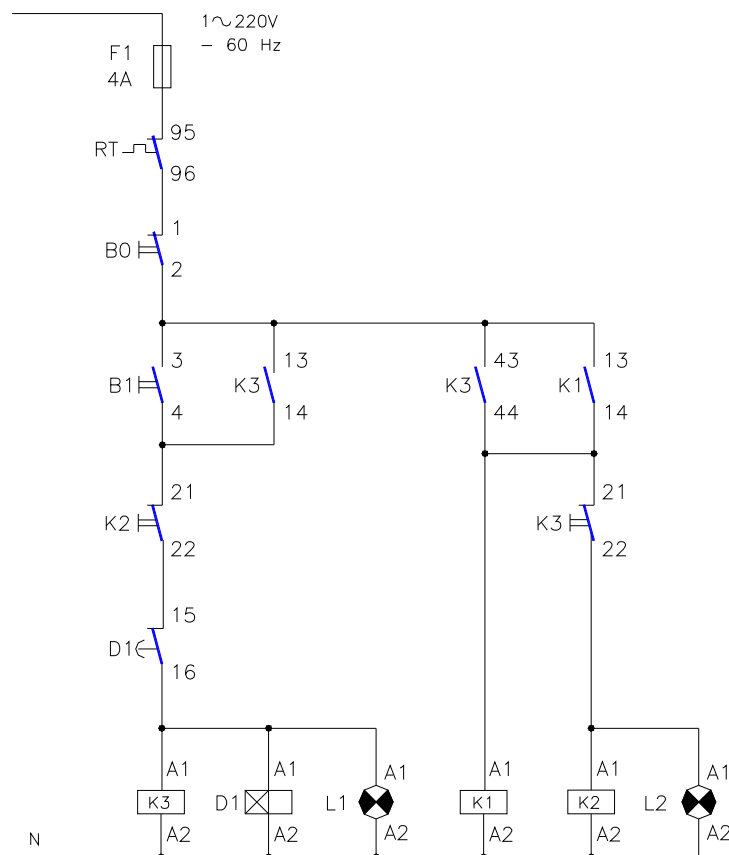 1~220V
F1 - 60 Hz
4A
95
RT
96
1
B0
2
3 13 43 13
B1 K3 K3 K1
4 14 44 14
21 21
K2 K3
22 22
15
D1
16
A1 A1 A1 A1 A1 A1
K3 D1 L1 K1 K2 L2
N A2 A2 A2 A2 A2 A2